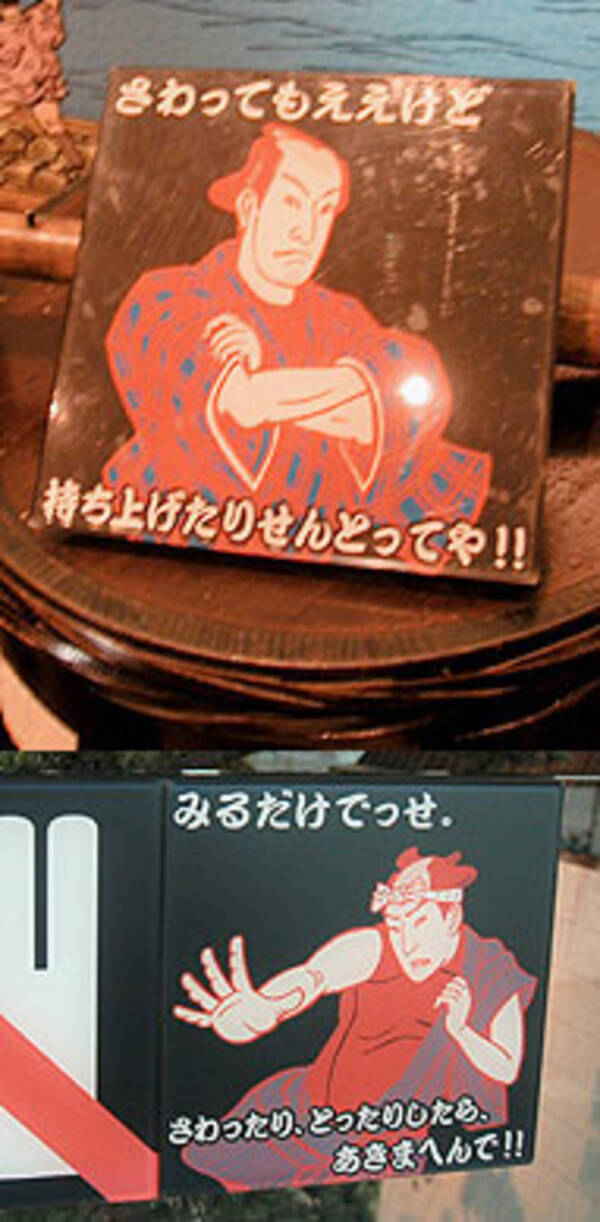 さわってもええけど
持ち上げたりせんとってや!!
みるだけでっせ。
さわったり、とったりしたら、
あきまへんで!!